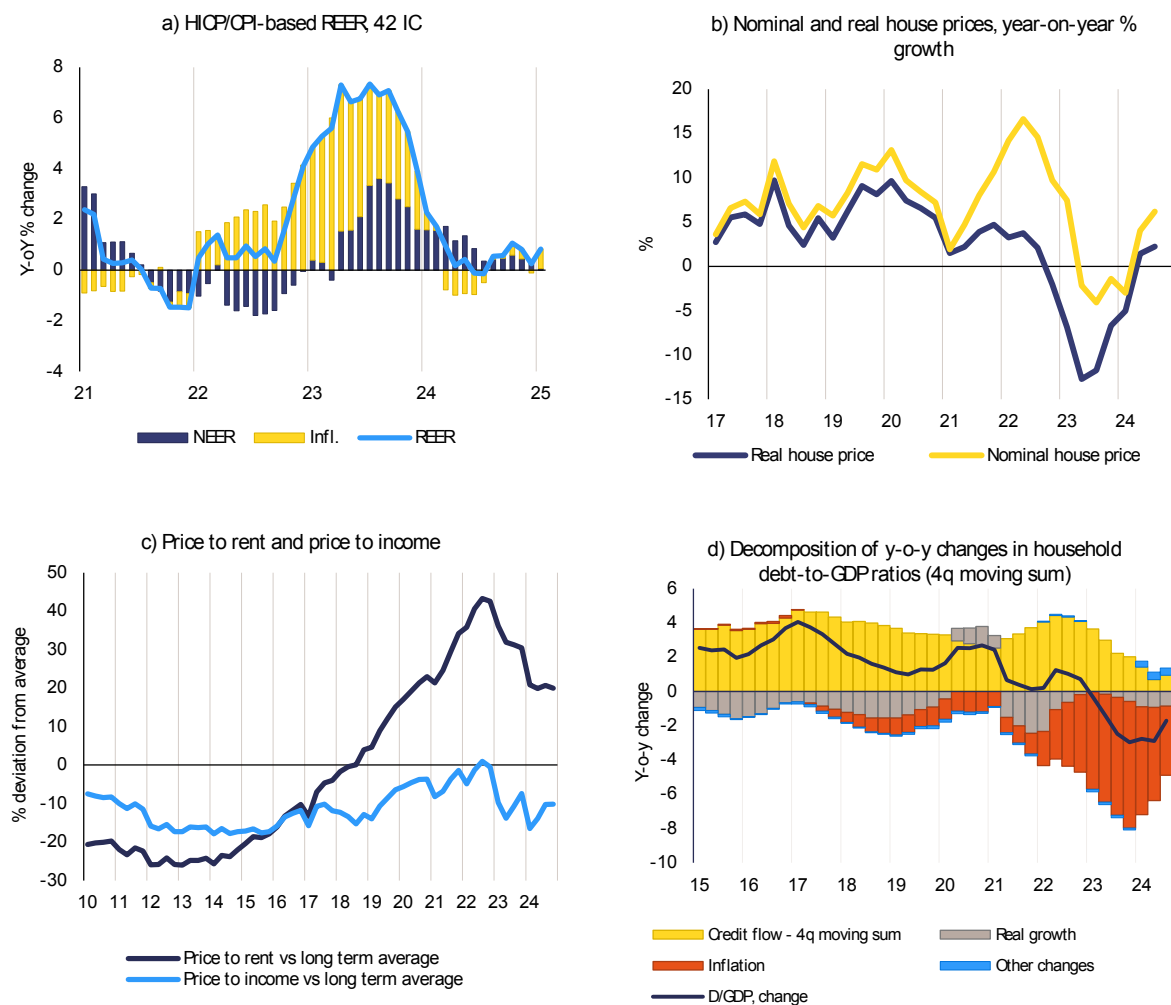 a) HICP/CPI-based REER, 42 IC
8
6
4
2
0
-2
-4
Y-oY % change
21 22 23 24 25
NEER Infl. REER
b) Nominal and real house prices, year-on-year %
growth
20
15
10
5
0
-5
-10
-15
%
17 18 19 20 21 22 23 24
Real house price Nominal house price
c) Price to rent and price to income
50
40
30
20
10
0
-10
-20
-30
% deviation from average
10 11 12 13 14 15 16 17 18 19 20 21 22 23 24
Price to rent vs long term average
Price to income vs long term average
d) Decomposition of y-o-y changes in household
debt-to-GDP ratios (4q moving sum)
6
4
2
0
-2
-4
-6
-8
-10
Y-o-y change
15 16 17 18 19 20 21 22 23 24
Credit flow - 4q moving sum Real growth
Inflation Other changes
D/GDP, change